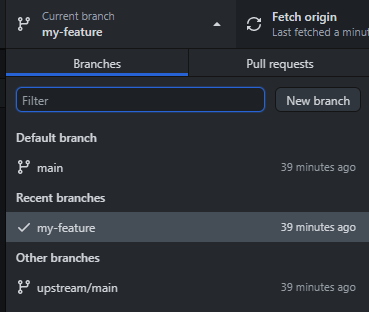 Current branch
my-feature
Fetch origin
Last fetched a minut
Branches
Pull requests
Filter
New branch
Default branch
main
39 minutes ago
Recent branches
my-feature
39 minutes ago
Other branches
upstream/main
39 minutes ago